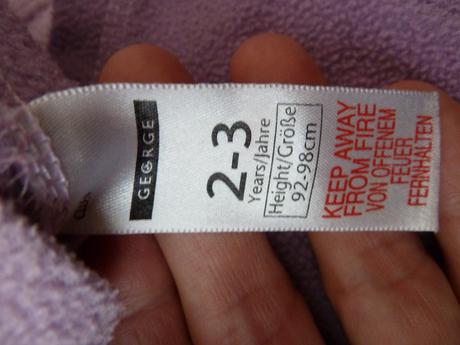 GEORGE
2-3
Years/Jahre
Height/Größe
92-98cm
KEEP AWAY
FROM FIRE
VON OFFENEM
FEUER
FERNHALTEN